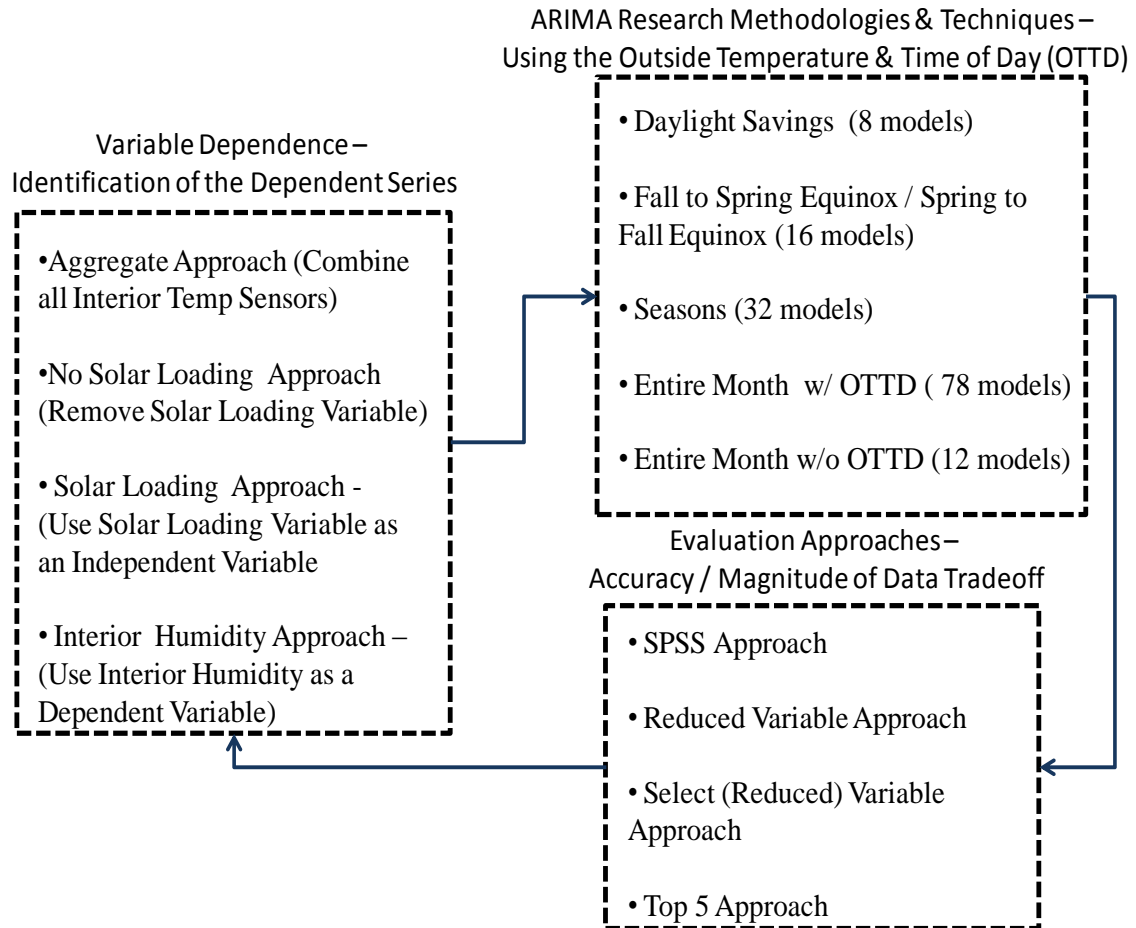 Variable Dependence –
Identification of the Dependent Series
•Aggregate Approach (Combine
all Interior Temp Sensors)
•No Solar Loading Approach
(Remove Solar Loading Variable)
• Solar Loading Approach -
(Use Solar Loading Variable as
an Independent Variable
• Interior Humidity Approach –
(Use Interior Humidity as a
Dependent Variable)
ARIMA Research Methodologies & Techniques –
Using the Outside Temperature & Time of Day (OTTD)
• Daylight Savings (8 models)
• Fall to Spring Equinox / Spring to
Fall Equinox (16 models)
• Seasons (32 models)
• Entire Month w/ OTTD ( 78 models)
• Entire Month w/o OTTD (12 models)
Evaluation Approaches –
Accuracy / Magnitude of Data Tradeoff
• SPSS Approach
• Reduced Variable Approach
• Select (Reduced) Variable
Approach
• Top 5 Approach